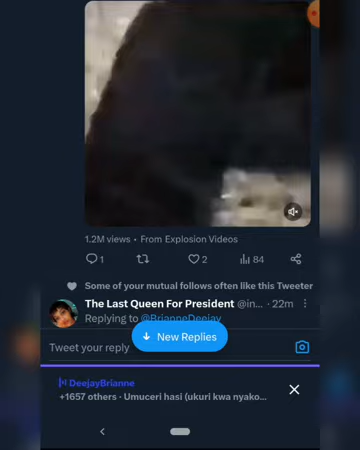 1.2M views • From Explosion Videos
1 2 84
Some of your mutual follows often like this Tweeter
The Last Queen For President @in... · 22m
Replying to @BrianneDeejay
New Replies
Tweet your reply
DeejayBrianne
+1657 others · Umuceri hasi (ukuri kwa nyako...